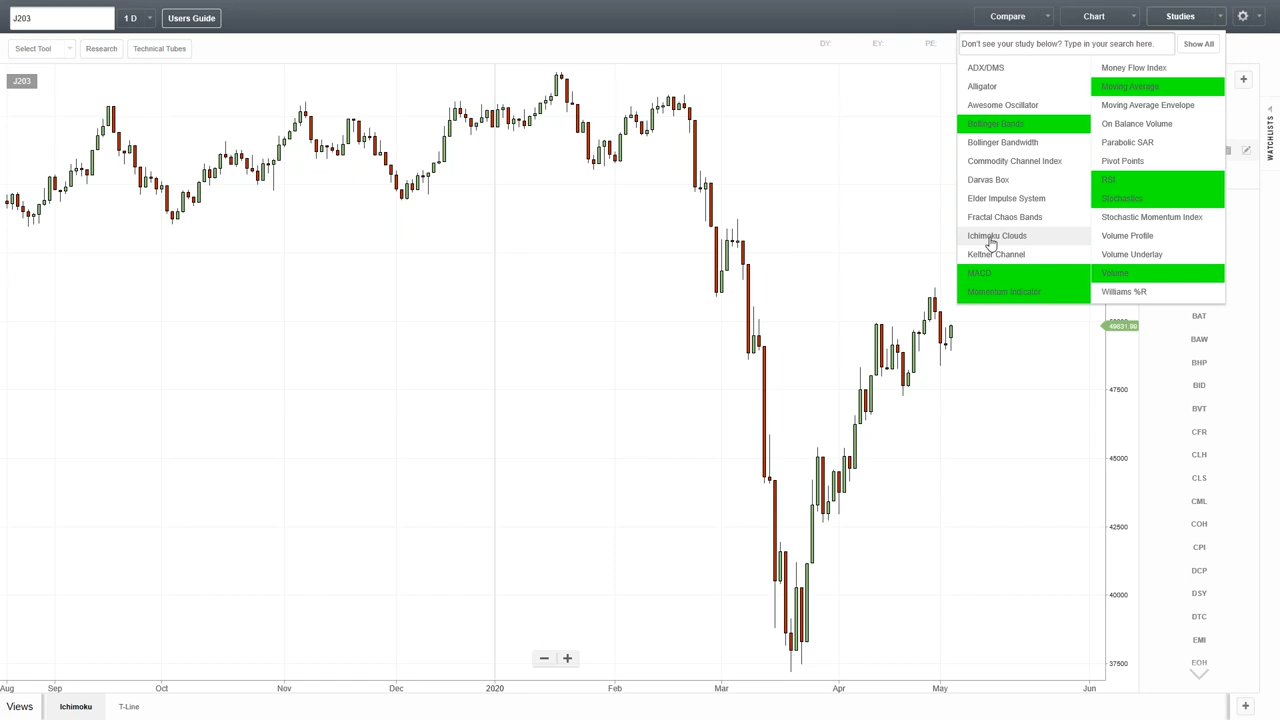 J203
1 D
Users Guide
Compare
Chart
Studies
Select Tool
Research
Technical Tubes
DY:
EY:
PE:
Don't see your study below? Type in your search here.
Show All
J203
ADX/DMS
Alligator
Awesome Oscillator
Bollinger Bands
Bollinger Bandwidth
Commodity Channel Index
Darvas Box
Elder Impulse System
Fractal Chaos Bands
Ichimoku Clouds
Keltner Channel
MACD
Momentum Indicator
Money Flow Index
Moving Average
Moving Average Envelope
On Balance Volume
Parabolic SAR
Pivot Points
RSI
Stochastics
Stochastic Momentum Index
Volume Profile
Volume Underlay
Volume
Williams %R
WATCHLISTS
49831.99
47500
45000
42500
40000
37500
BAT
BAW
BHP
BID
BVT
CFR
CLH
CLS
CML
COH
CPI
DCP
DSY
DTC
EMI
EOH
Aug Sep Oct Nov Dec 2020 Feb Mar Apr May Jun
Views
Ichimoku
T-Line